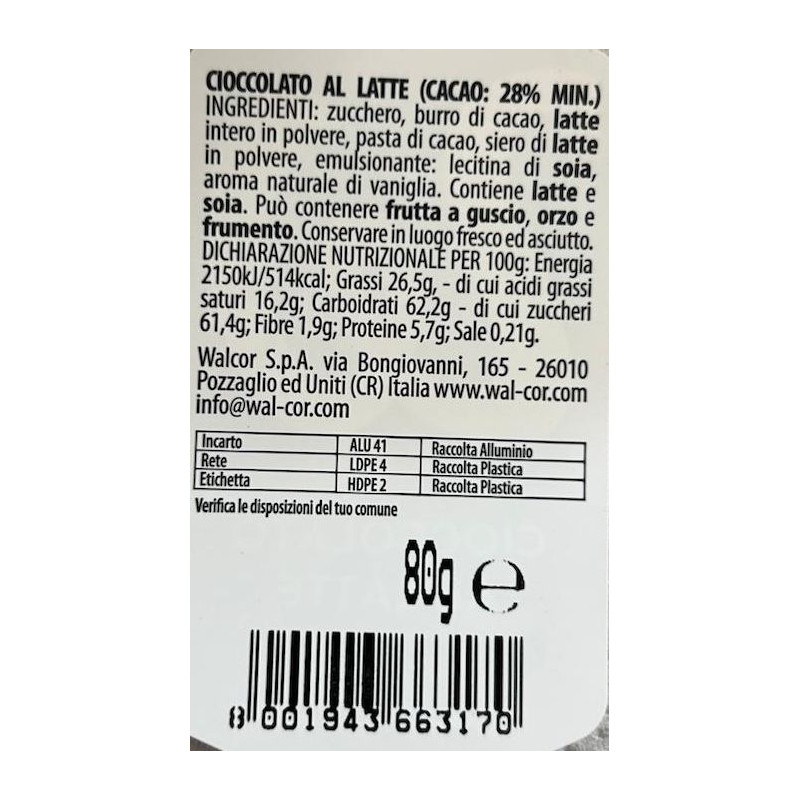 CIOCCOLATO AL LATTE (CACAO: 28% MIN.)
INGREDIENTI: zucchero, burro di cacao, latte
intero in polvere, pasta di cacao, siero di latte
in polvere, emulsionante: lecitina di soia,
aroma naturale di vaniglia. Contiene latte e
soia. Può contenere frutta a guscio, orzo e
frumento. Conservare in luogo fresco ed asciutto.
DICHIARAZIONE NUTRIZIONALE PER 100g: Energia
2150kJ/514kcal; Grassi 26,5g, - di cui acidi grassi
saturi 16,2g; Carboidrati 62,2g - di cui zuccheri
61,4g; Fibre 1,9g; Proteine 5,7g; Sale 0,21g.
Walcor S.p.A. via Bongiovanni, 165 - 26010
Pozzaglio ed Uniti (CR) Italia www.wal-cor.com
info@wal-cor.com
Incarto ALU 41 Raccolta Alluminio
Rete LDPE 4 Raccolta Plastica
Etichetta HDPE 2 Raccolta Plastica
Verifica le disposizioni del tuo comune
80g e
8 001943 663170